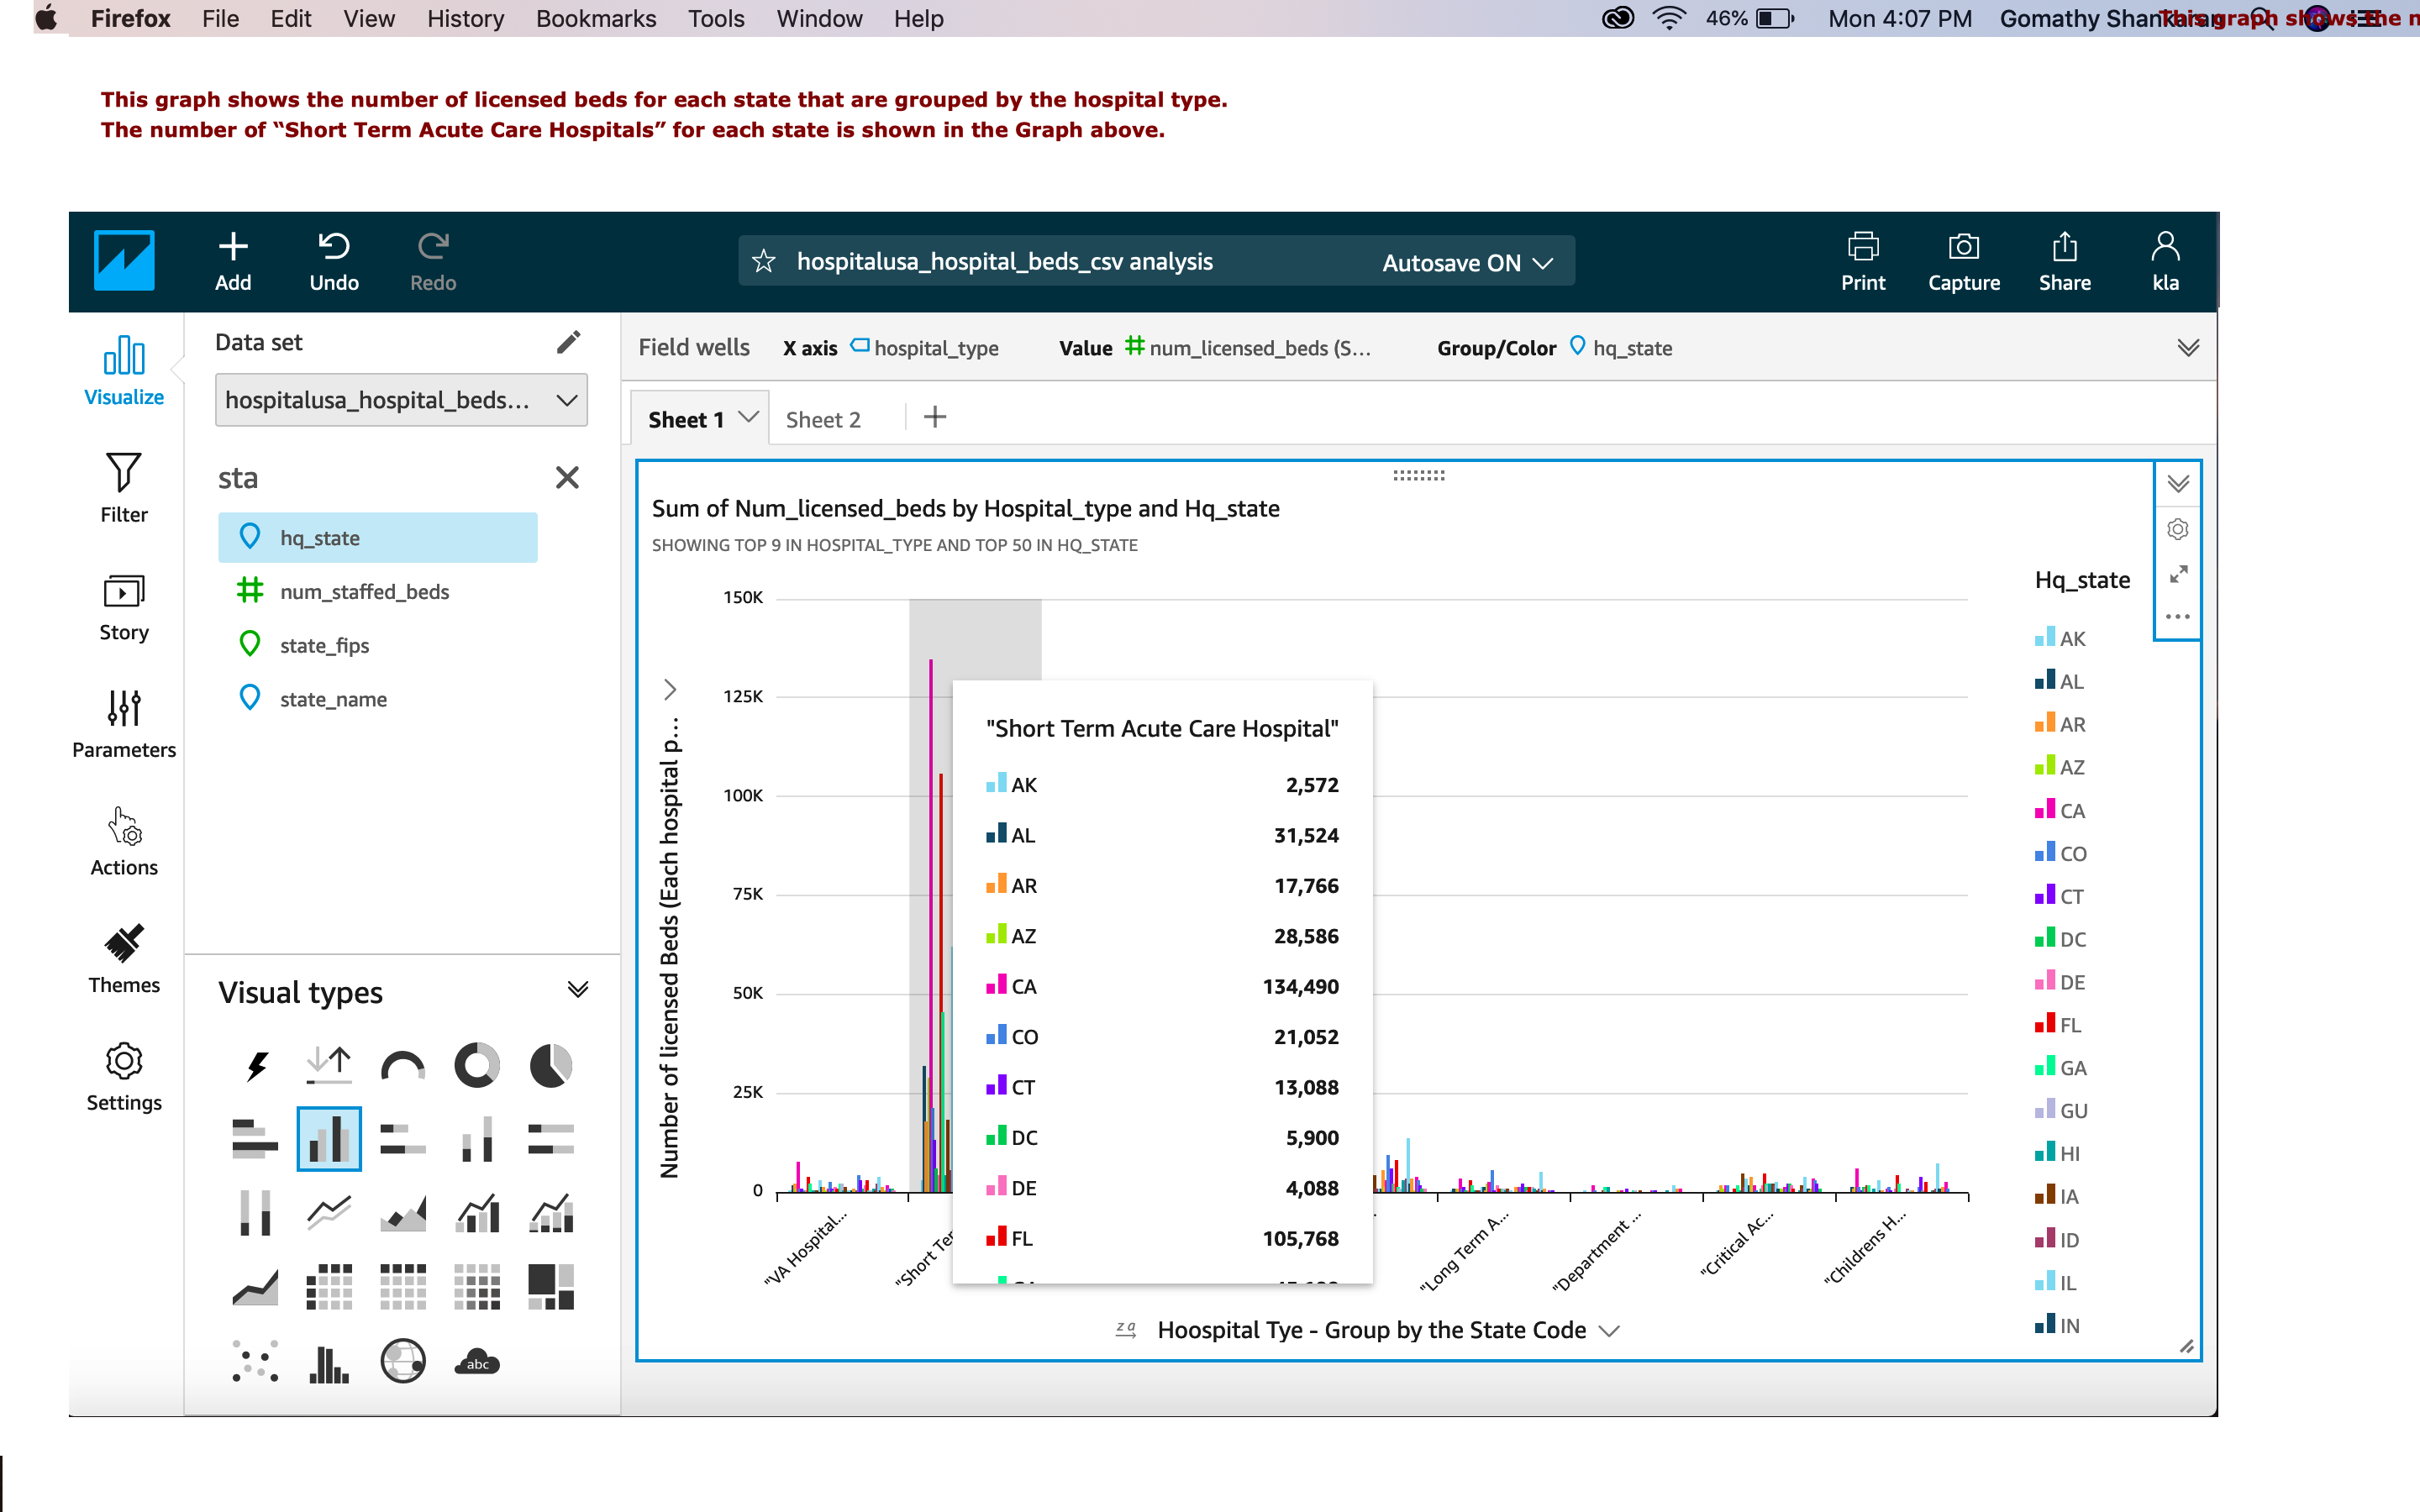 Firefox File Edit View History Bookmarks Tools Window Help 46% Mon 4:07 PM Gomathy Shankaran This graph shows the n
This graph shows the number of licensed beds for each state that are grouped by the hospital type.
The number of “Short Term Acute Care Hospitals” for each state is shown in the Graph above.
Add Undo Redo
hospitalusa_hospital_beds_csv analysis Autosave ON
Print Capture Share kla
Visualize
Filter
Story
Parameters
Actions
Themes
Settings
Data set
hospitalusa_hospital_beds...
sta
hq_state
num_staffed_beds
state_fips
state_name
Visual types
abc
Field wells X axis hospital_type Value num_licensed_beds (S... Group/Color hq_state
Sheet 1 Sheet 2
Sum of Num_licensed_beds by Hospital_type and Hq_state
SHOWING TOP 9 IN HOSPITAL_TYPE AND TOP 50 IN HQ_STATE
Number of licensed Beds (Each hospital p...
150K
125K
100K
75K
50K
25K
0
"Short Term Acute Care Hospital"
AK 2,572
AL 31,524
AR 17,766
AZ 28,586
CA 134,490
CO 21,052
CT 13,088
DC 5,900
DE 4,088
FL 105,768
"VA Hospital...
"Short Ter
"Long Term A...
"Department ...
"Critical Ac...
"Childrens H...
za Hoospital Tye - Group by the State Code
Hq_state
AK
AL
AR
AZ
CA
CO
CT
DC
DE
FL
GA
GU
HI
IA
ID
IL
IN